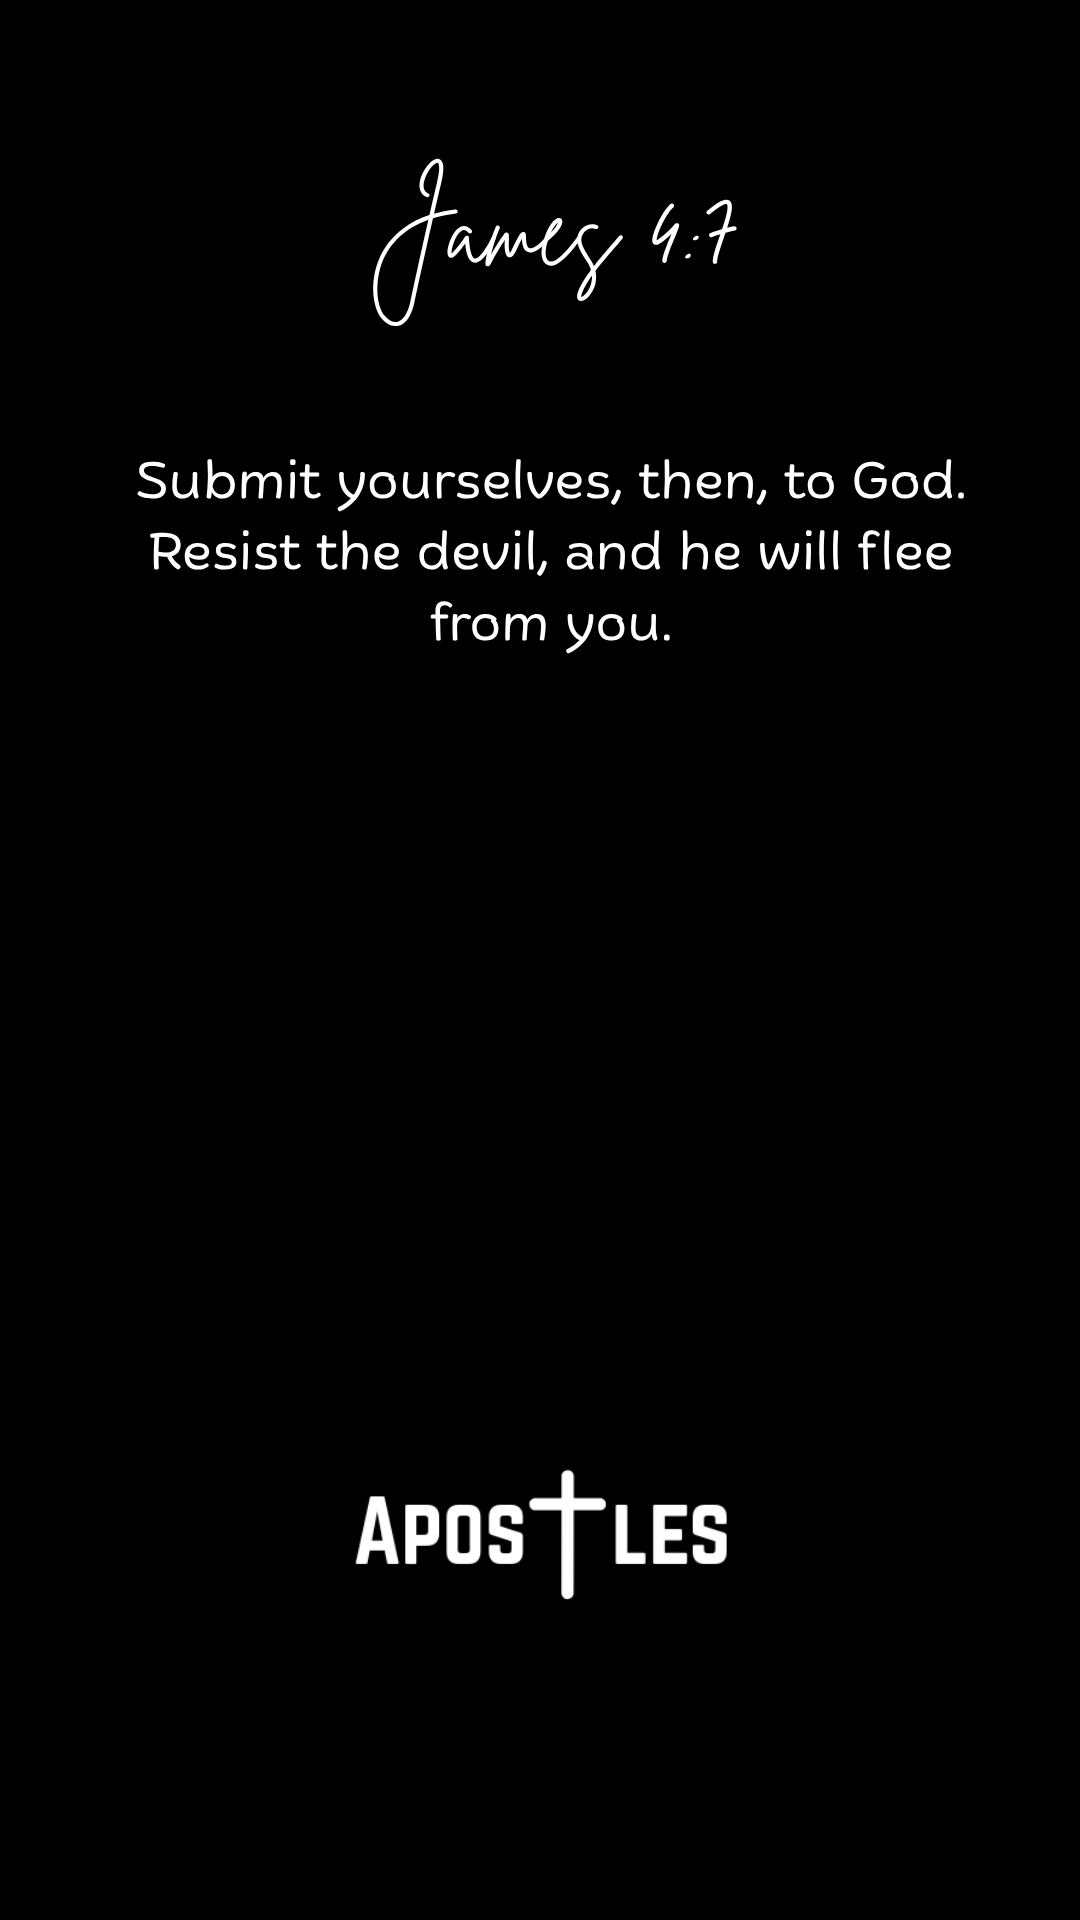 James 4:7
Submit yourselves, then, to God.
Resist the devil, and he will flee
from you.
APOSTLES